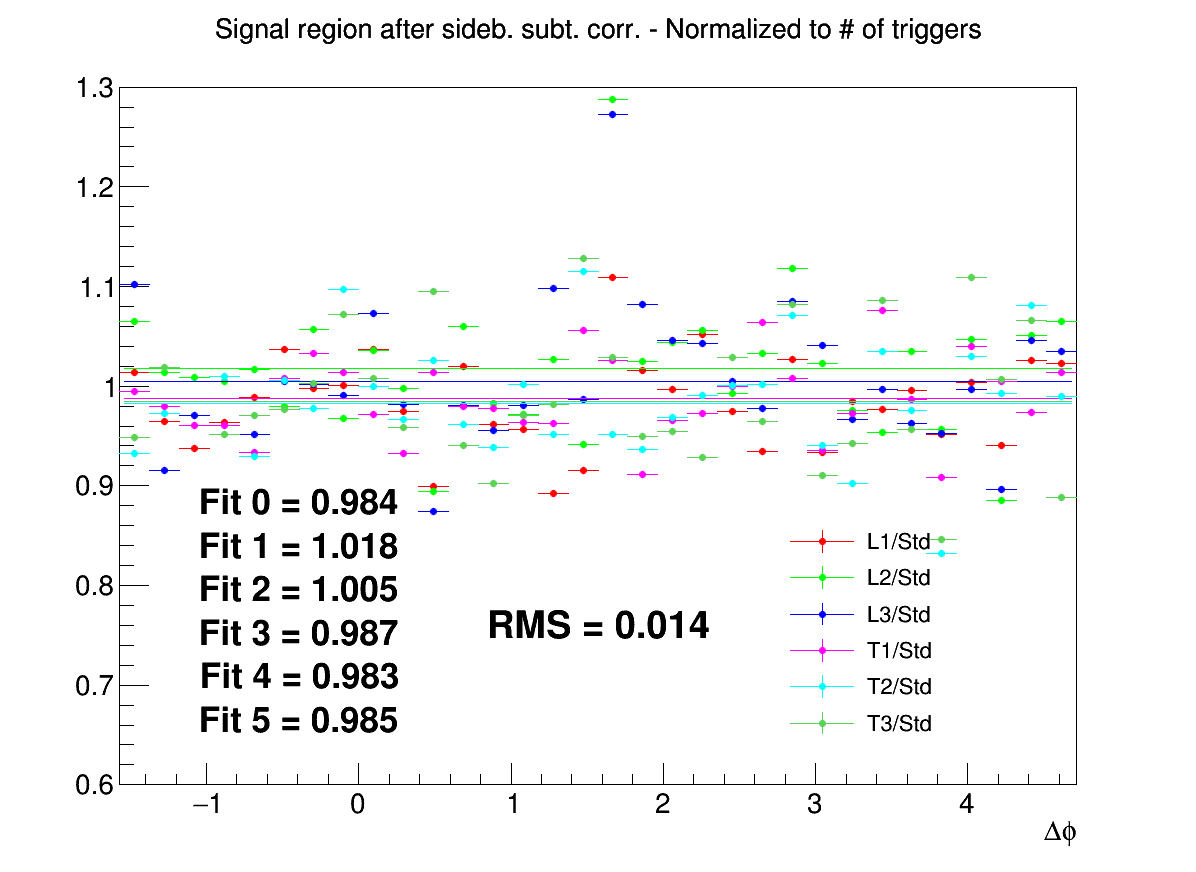 Signal region after sideb. subt. corr. - Normalized to # of triggers
1.3
1.2
1.1
1
0.9
0.8
0.7
0.6
Fit 0 = 0.984
Fit 1 = 1.018
Fit 2 = 1.005
Fit 3 = 0.987
Fit 4 = 0.983
Fit 5 = 0.985
RMS = 0.014
L1/Std
L2/Std
L3/Std
T1/Std
T2/Std
T3/Std
−1 0 1 2 3 4
Δϕ